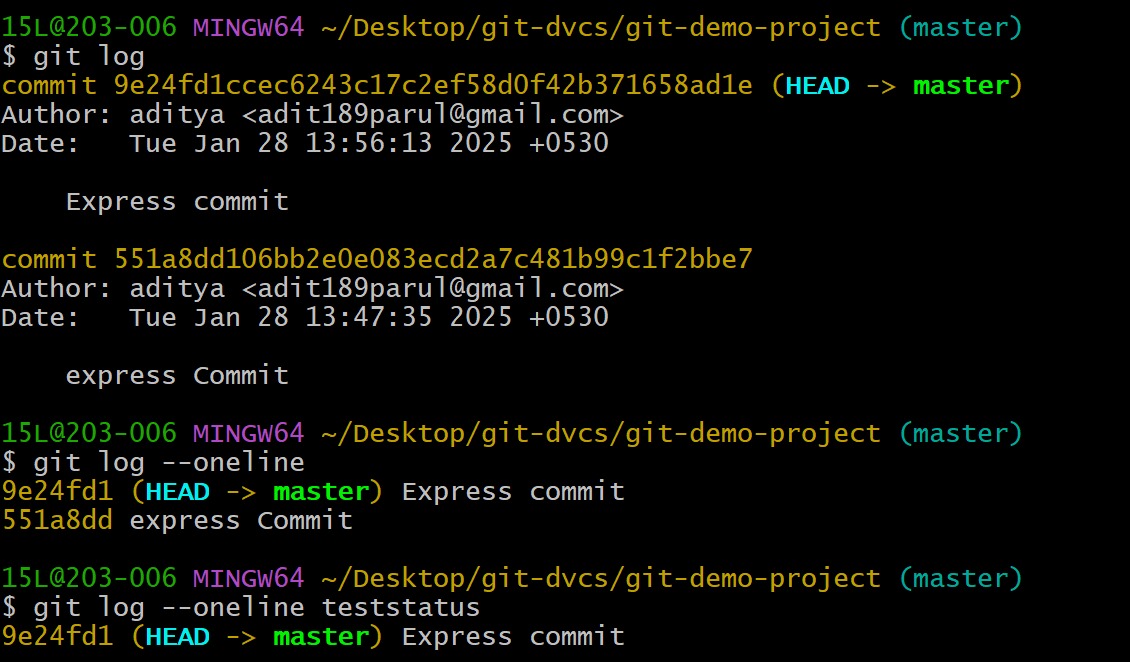 15L@203-006 MINGW64 ~/Desktop/git-dvcs/git-demo-project (master)
$ git log
commit 9e24fd1ccec6243c17c2ef58d0f42b371658ad1e (HEAD -> master)
Author: aditya <adit189parul@gmail.com>
Date:   Tue Jan 28 13:56:13 2025 +0530
    Express commit
commit 551a8dd106bb2e0e083ecd2a7c481b99c1f2bbe7
Author: aditya <adit189parul@gmail.com>
Date:   Tue Jan 28 13:47:35 2025 +0530
    express Commit
15L@203-006 MINGW64 ~/Desktop/git-dvcs/git-demo-project (master)
$ git log --oneline
9e24fd1 (HEAD -> master) Express commit
551a8dd express Commit
15L@203-006 MINGW64 ~/Desktop/git-dvcs/git-demo-project (master)
$ git log --oneline teststatus
9e24fd1 (HEAD -> master) Express commit